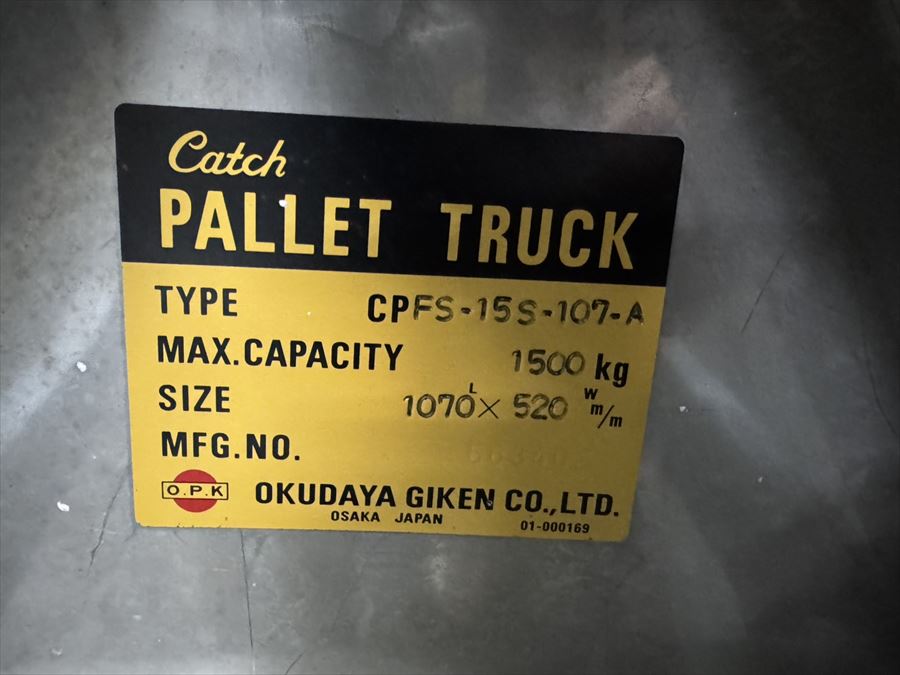 Catch
PALLET TRUCK
TYPE CPFS-15S-107-A
MAX.CAPACITY 1500 kg
SIZE 1070L × 520W m/m
MFG.NO.
O.P.K OKUDAYA GIKEN CO.,LTD.
OSAKA JAPAN 01-000169